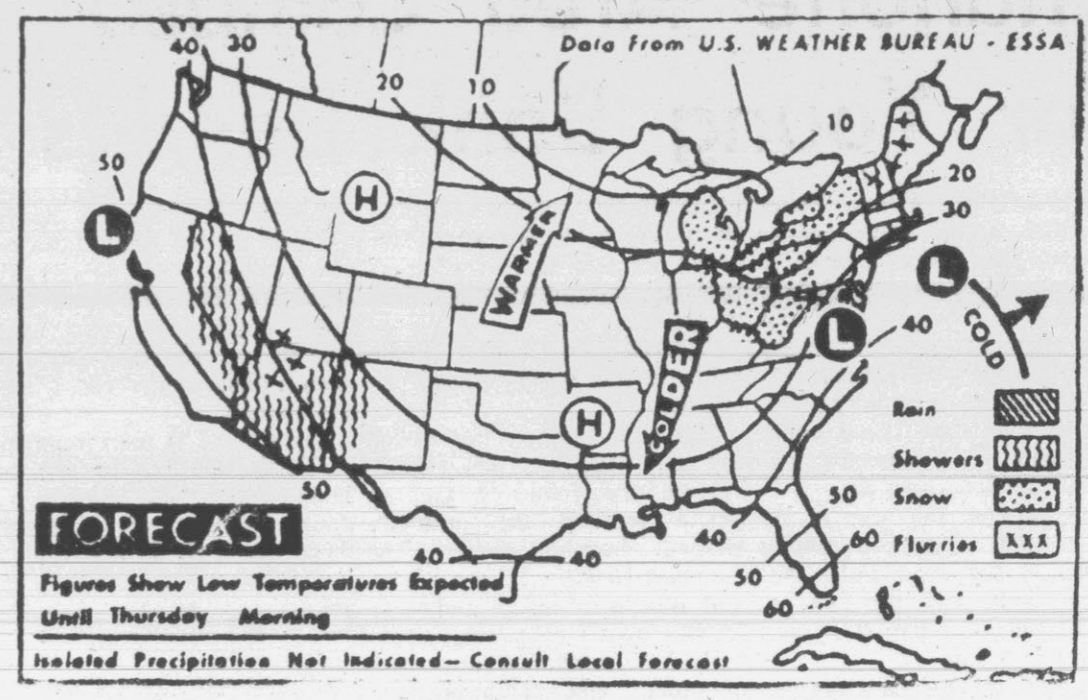 Data From U.S. WEATHER BUREAU - ESSA
40 30
20
10
10
50
20
30
H
L
L
WARMER
L
COLD
40
COLDER
H
Rain
Showers
Snow
Flurries
XXX
50
50
40
60
40
40
50
60
FORECAST
Figures Show Low Temperatures Expected
Until Thursday Morning
Isolated Precipitation Not Indicated— Consult Local Forecast